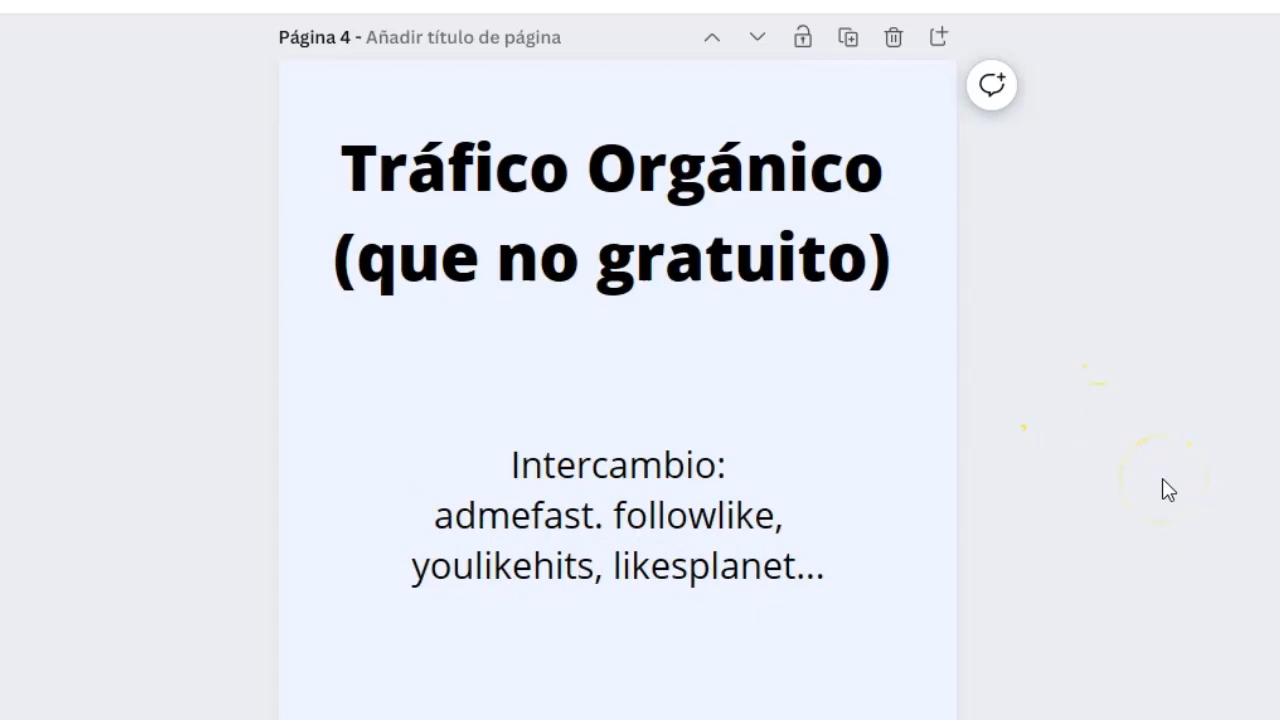 Página 4 - Añadir título de página
Tráfico Orgánico
(que no gratuito)
Intercambio:
admefast. followlike,
youlikehits, likesplanet...